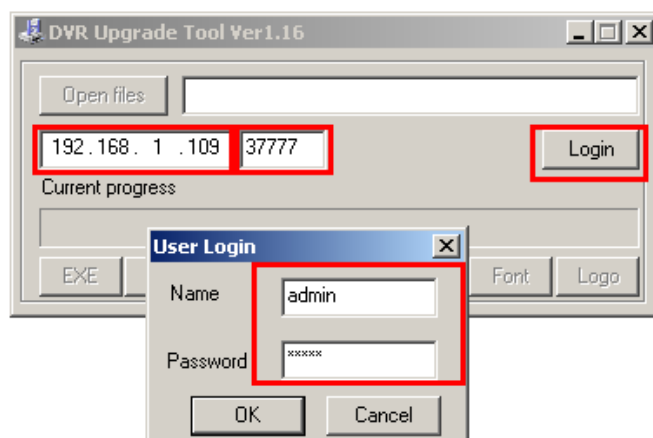 DVR Upgrade Tool Ver1.16
Open files
192.168. 1 .109 37777 Login
Current progress
User Login
EXE Font Logo
Name admin
Password *****
OK Cancel